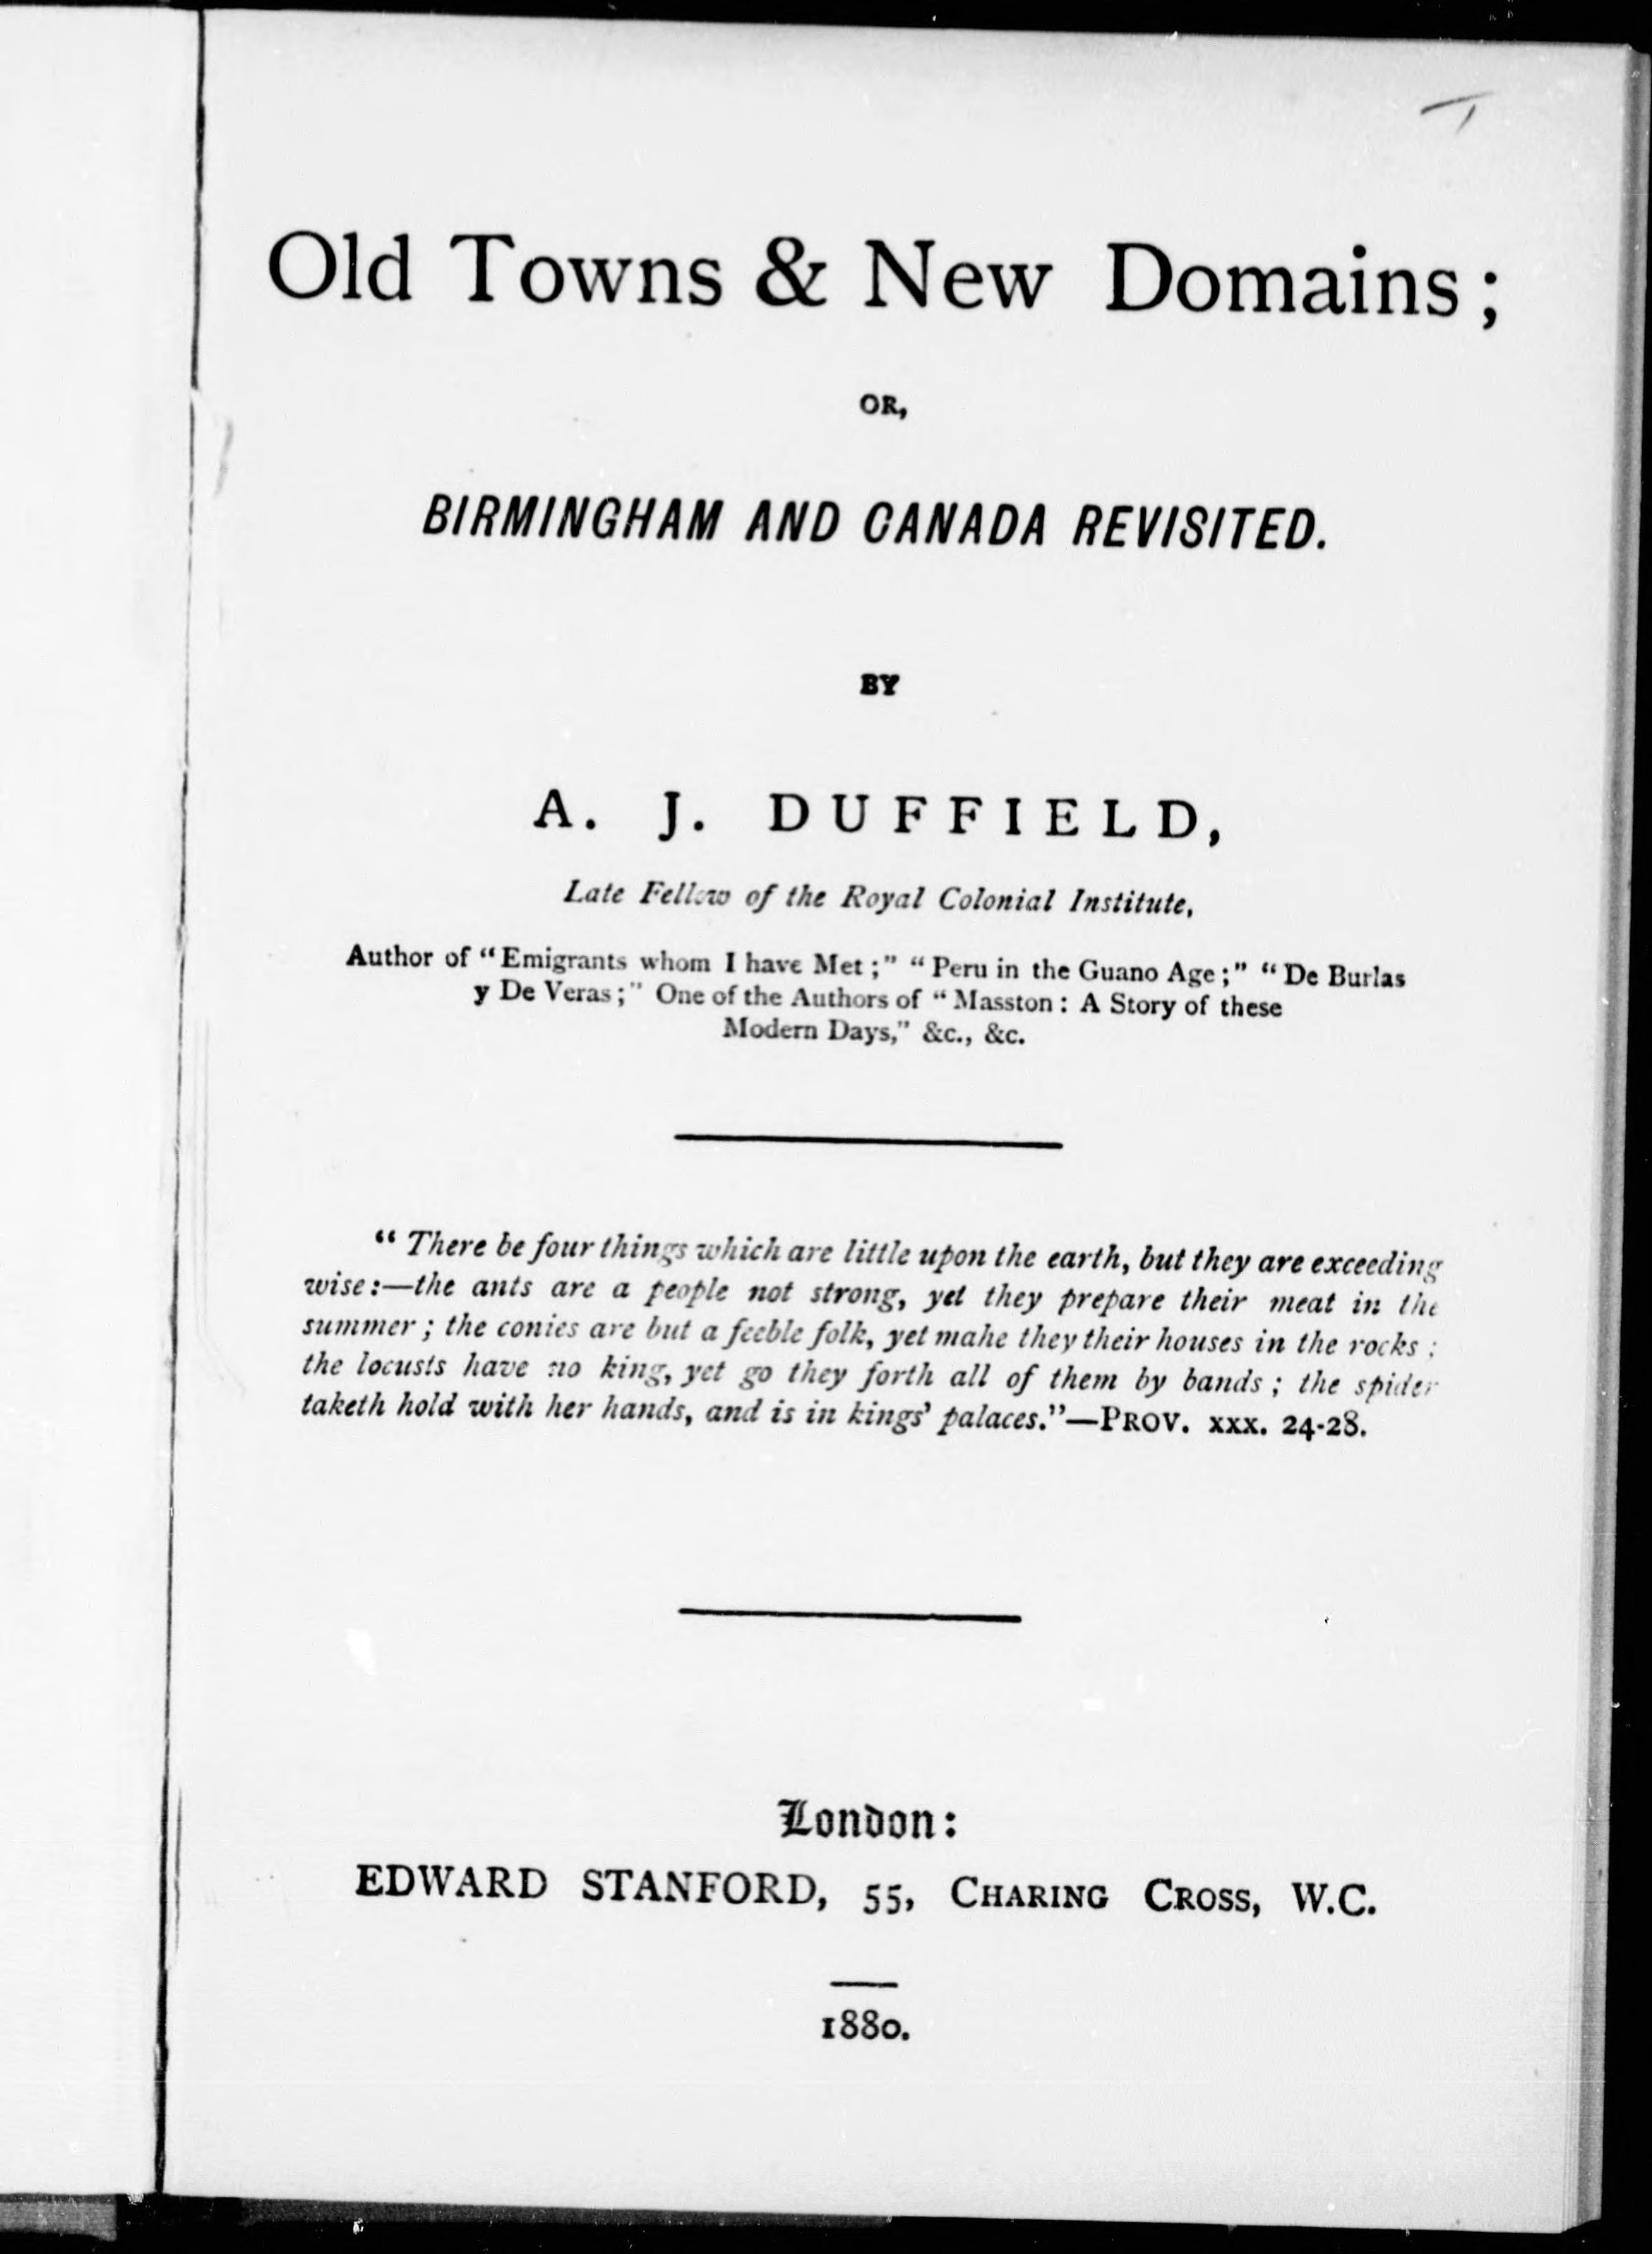 Old Towns & New Domains;
OR,
BIRMINGHAM AND CANADA REVISITED.
BY
A. J. DUFFIELD,
Late Fellow of the Royal Colonial Institute,
Author of "Emigrants whom I have Met;" "Peru in the Guano Age;" "De Burlas
y De Veras;" One of the Authors of "Masston: A Story of these
Modern Days," &c., &c.
"There be four things which are little upon the earth, but they are exceeding
wise:—the ants are a people not strong, yet they prepare their meat in the
summer; the conies are but a feeble folk, yet mahe they their houses in the rocks;
the locusts have no king, yet go they forth all of them by bands; the spider
taketh hold with her hands, and is in kings' palaces."—PROV. xxx. 24-28.
London:
EDWARD STANFORD, 55, CHARING CROSS, W.C.
1880.